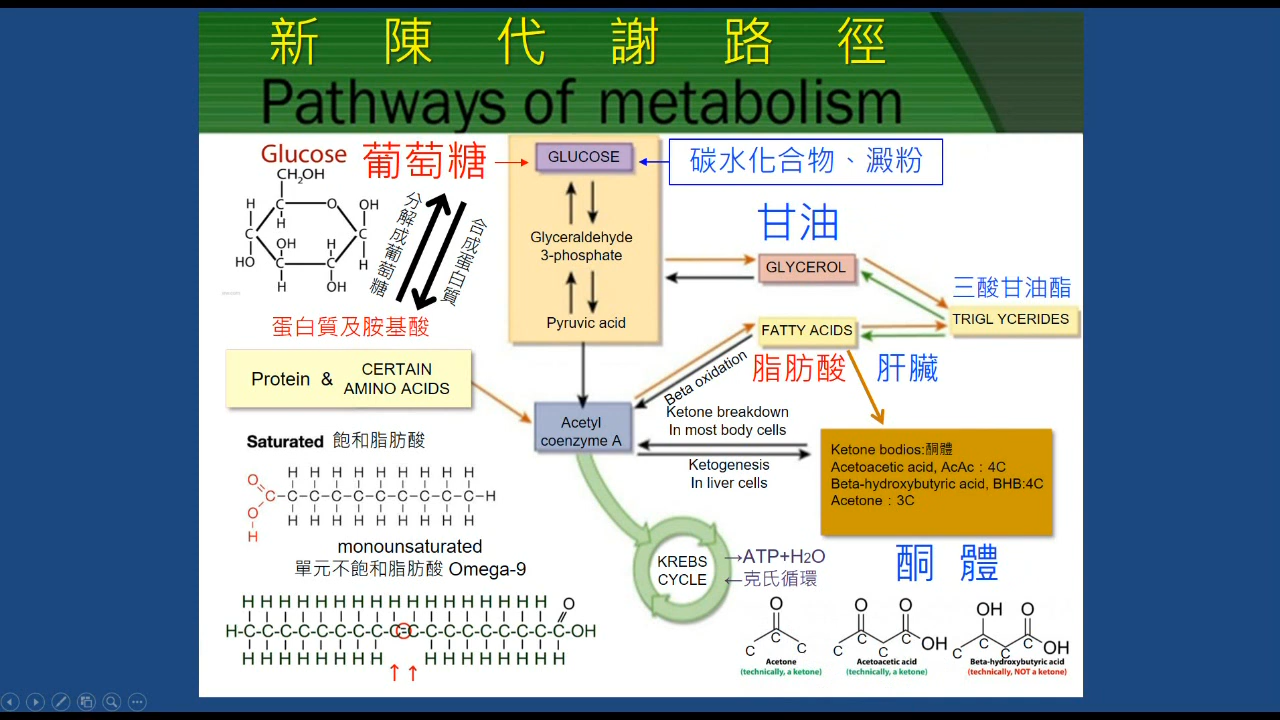 新陳代謝路徑
Pathways of metabolism
Glucose 葡萄糖
GLUCOSE
碳水化合物、澱粉
CH2OH
H
C
O
OH
H
C
OH
H
C
H
HO
C
C
OH
H
H
OH
分解成葡萄糖
合成蛋白質
Glyceraldehyde
3-phosphate
Pyruvic acid
甘油
GLYCEROL
三酸甘油酯
TRIGL YCERIDES
FATTY ACIDS
脂肪酸
肝臟
蛋白質及胺基酸
Protein & CERTAIN
AMINO ACIDS
Beta oxidation
Acetyl
coenzyme A
Ketone breakdown
In most body cells
Ketogenesis
In liver cells
Ketone bodios:酮體
Acetoacetic acid, AcAc：4C
Beta-hydroxybutyric acid, BHB:4C
Acetone：3C
酮 體
Saturated 飽和脂肪酸
H H H H H H H H
O
C-C-C-C-C-C-C-C-C-H
O
H H H H H H H H
H
monounsaturated
單元不飽和脂肪酸 Omega-9
H H H H H H H H H H H H H H H H H
O
H-C-C-C-C-C-C-C-C-C=C-C-C-C-C-C-C-C-C-OH
H H H H H H H H
H H H H H H H
KREBS
CYCLE
→ATP+H2O
←克氏循環
O
C
C
C
Acetone
(technically, a ketone)
O
O
C
C
C
OH
Acetoacetic acid
(technically, a ketone)
OH
O
C
C
C
OH
Beta-hydroxybutyric acid
(technically, NOT a ketone)